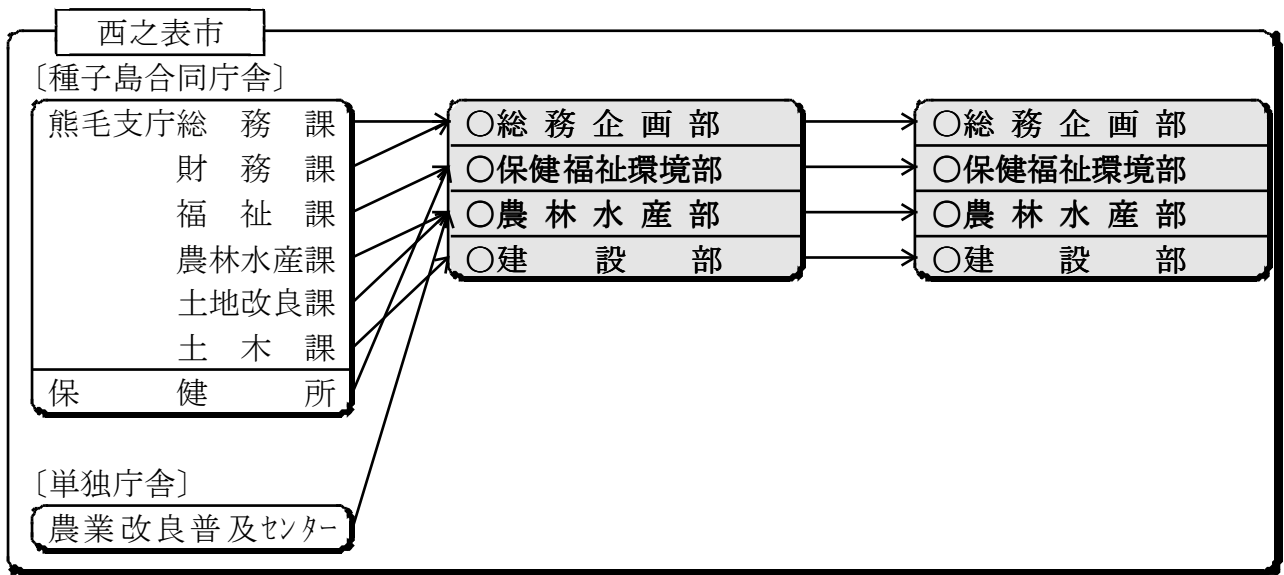 西之表市
〔種子島合同庁舎〕
熊毛支庁総務課
財務課
福祉課
農林水産課
土地改良課
土木課
保健所
〔単独庁舎〕
農業改良普及ｾﾝﾀｰ
○総務企画部
○保健福祉環境部
○農林水産部
○建設部
○総務企画部
○保健福祉環境部
○農林水産部
○建設部